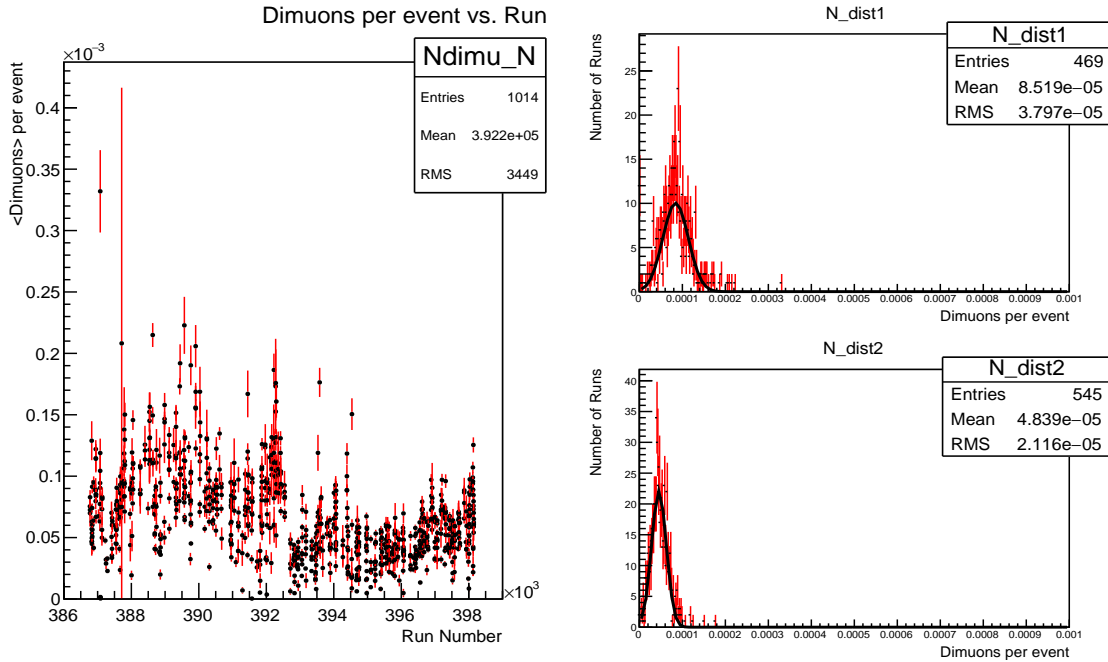 Dimuons per event vs. Run
×10⁻³
Ndimu_N
Entries 1014
Mean 3.922e+05
RMS 3449
<Dimuons> per event
0.4
0.35
0.3
0.25
0.2
0.15
0.1
0.05
0
386 388 390 392 394 396 398
×10³
Run Number
N_dist1
N_dist1
Entries 469
Mean 8.519e−05
RMS 3.797e−05
Number of Runs
25
20
15
10
5
0
0 0.0001 0.0002 0.0003 0.0004 0.0005 0.0006 0.0007 0.0008 0.0009 0.001
Dimuons per event
N_dist2
N_dist2
Entries 545
Mean 4.839e−05
RMS 2.116e−05
Number of Runs
40
35
30
25
20
15
10
5
0
0 0.0001 0.0002 0.0003 0.0004 0.0005 0.0006 0.0007 0.0008 0.0009 0.001
Dimuons per event